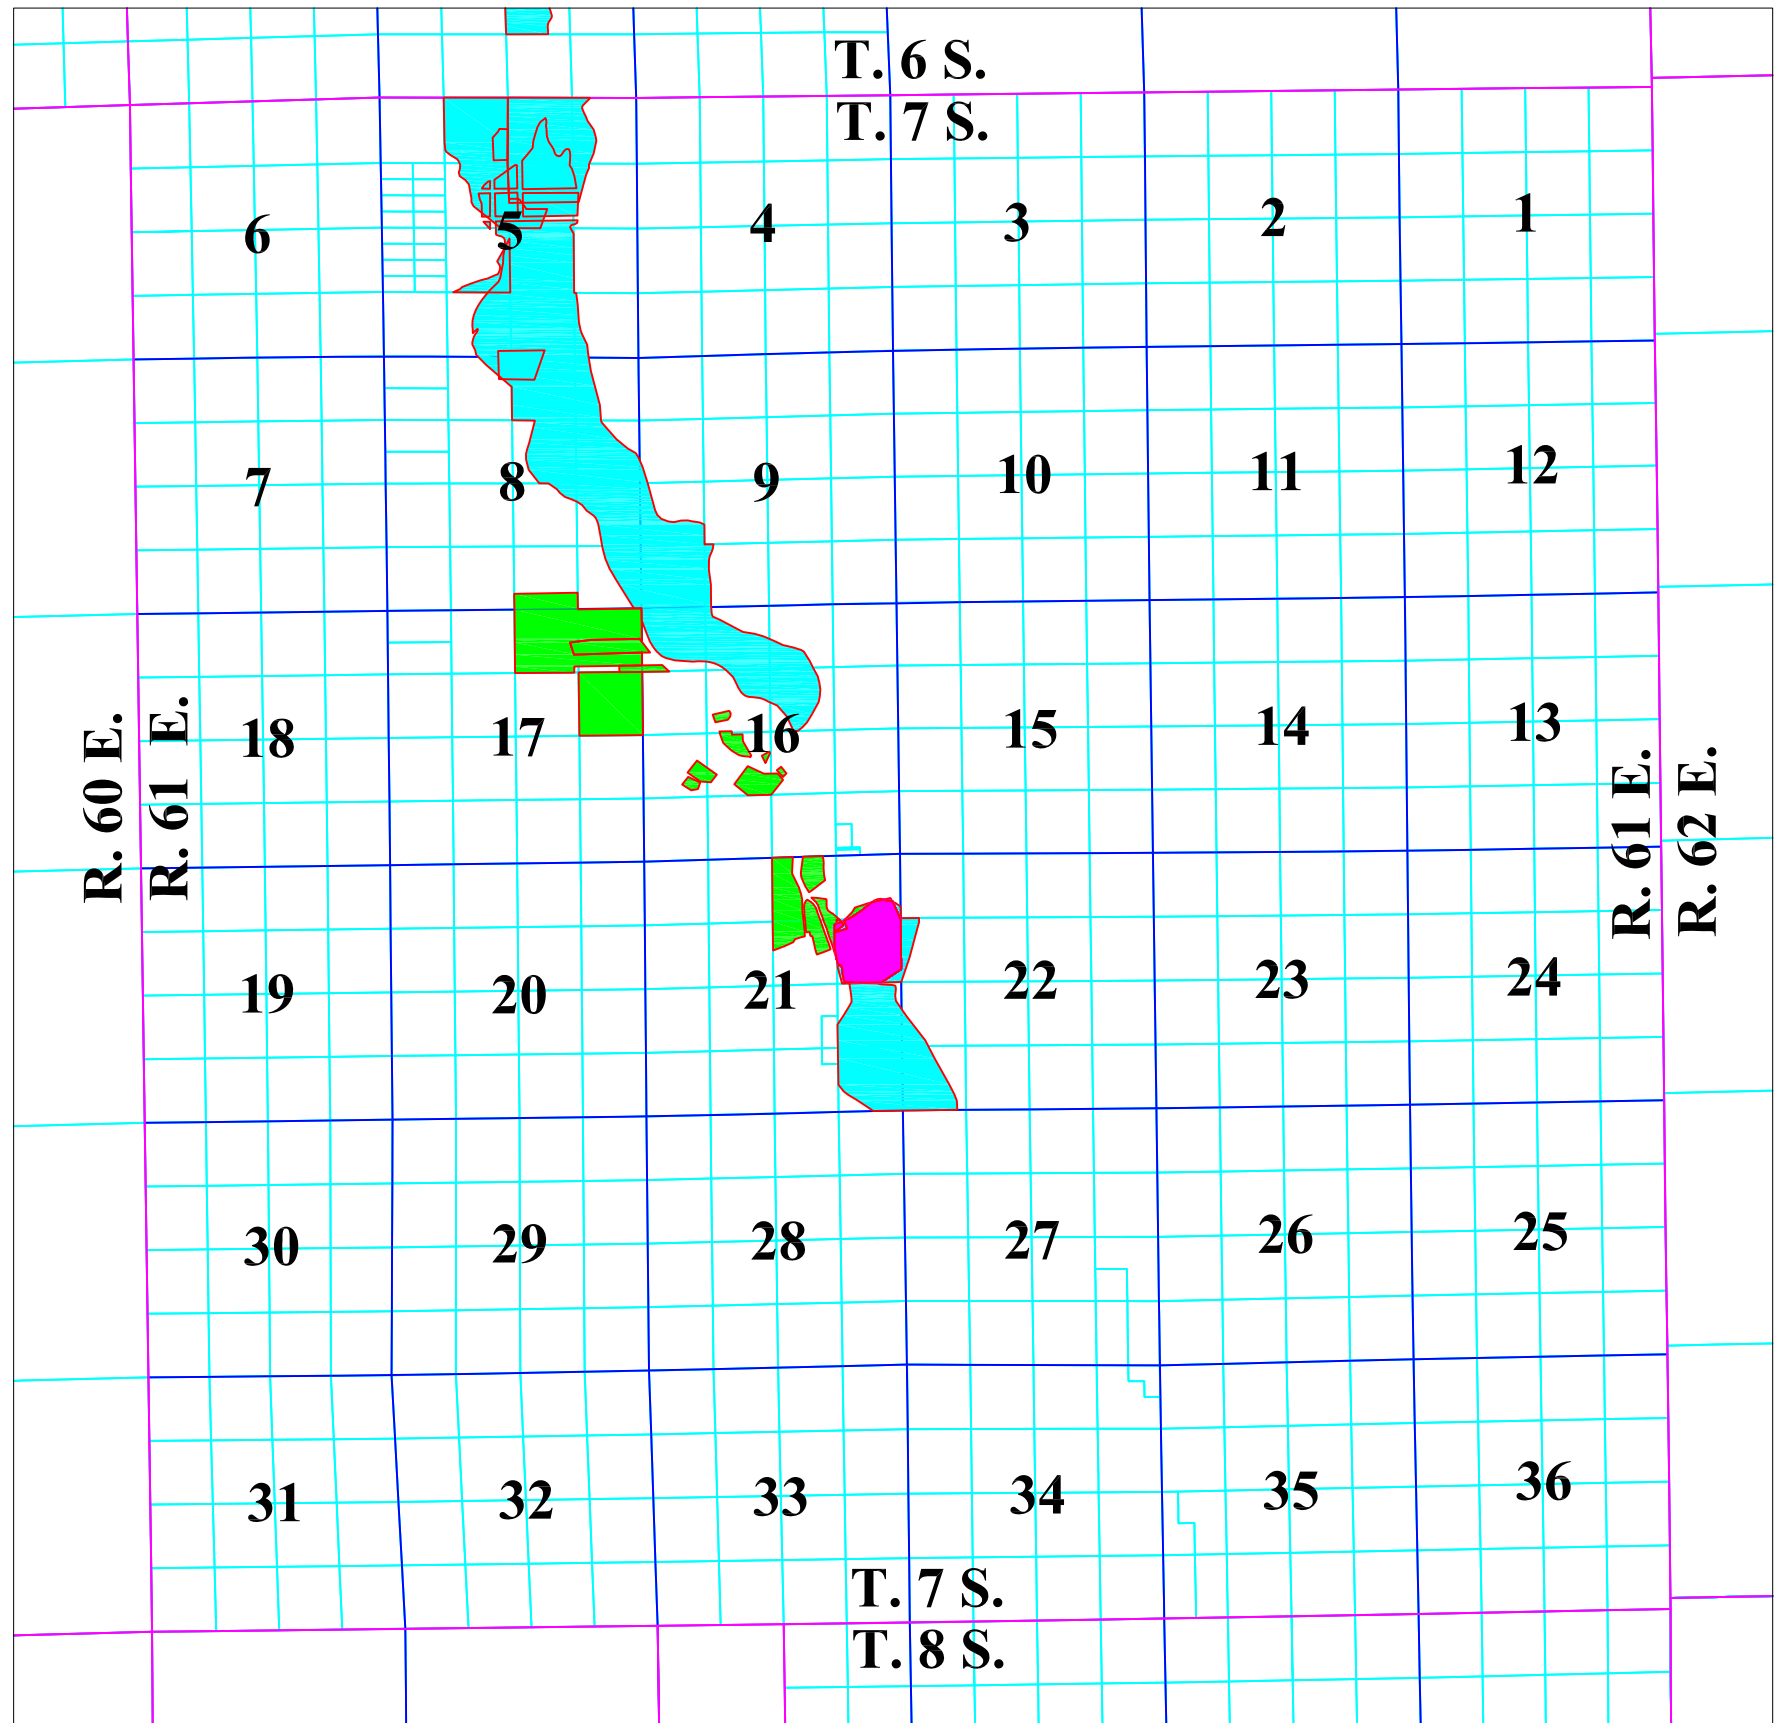 T. 6 S.
T. 7 S.
6 5 4 3 2 1
7 8 9 10 11 12
18 17 16 15 14 13
R. 60 E.
R. 61 E.
R. 61 E.
R. 62 E.
19 20 21 22 23 24
30 29 28 27 26 25
31 32 33 34 35 36
T. 7 S.
T. 8 S.